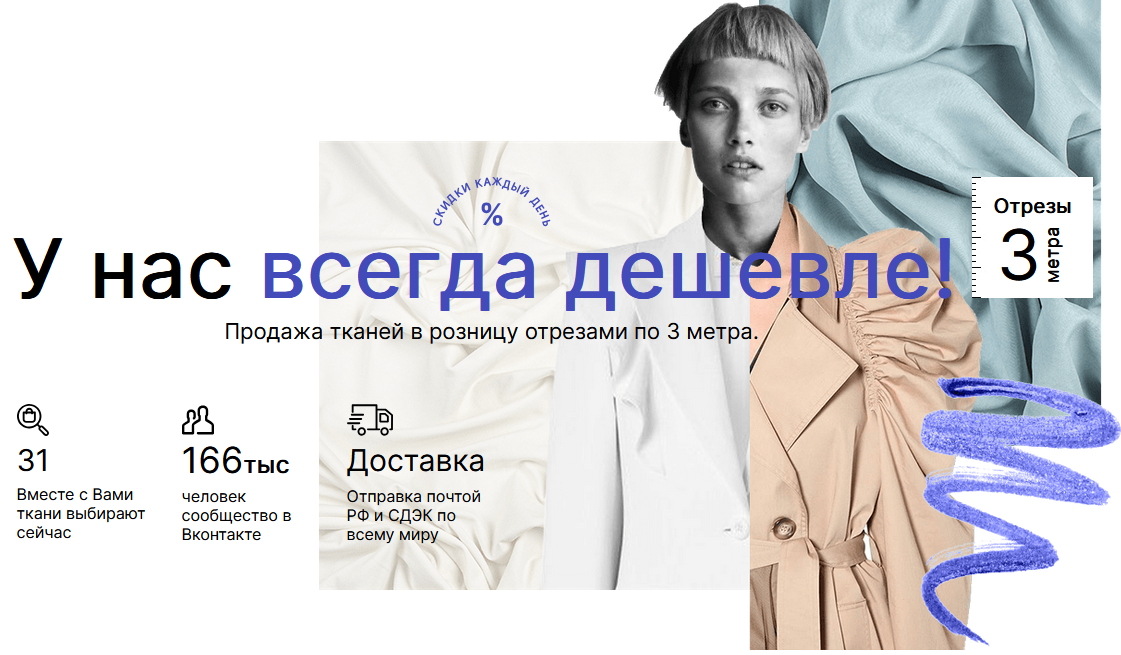 СКИДКИ КАЖДЫЙ ДЕНЬ
%
У нас всегда дешевле!
Продажа тканей в розницу отрезами по 3 метра.
Отрезы
3 метра
31
Вместе с Вами
ткани выбирают
сейчас
166тыс
человек
сообщество в
Вконтакте
Доставка
Отправка почтой
РФ и СДЭК по
всему миру